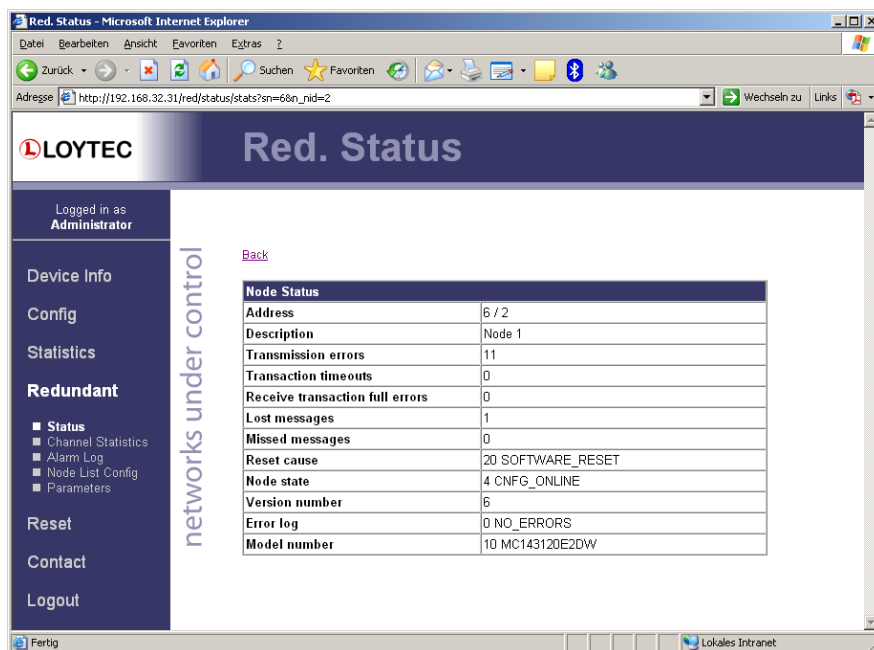 Red. Status - Microsoft Internet Explorer
Datei Bearbeiten Ansicht Favoriten Extras ?
Zurück Suchen Favoriten
Adresse http://192.168.32.31/red/status/stats?sn=6&n_nid=2 Wechseln zu Links
LOYTEC
Red. Status
Logged in as
Administrator
Device Info
Config
Statistics
Redundant
Status
Channel Statistics
Alarm Log
Node List Config
Parameters
Reset
Contact
Logout
networks under control
Back
Node Status
Address 6 / 2
Description Node 1
Transmission errors 11
Transaction timeouts 0
Receive transaction full errors 0
Lost messages 1
Missed messages 0
Reset cause 20 SOFTWARE_RESET
Node state 4 CNFG_ONLINE
Version number 6
Error log 0 NO_ERRORS
Model number 10 MC143120E2DW
Fertig Lokales Intranet